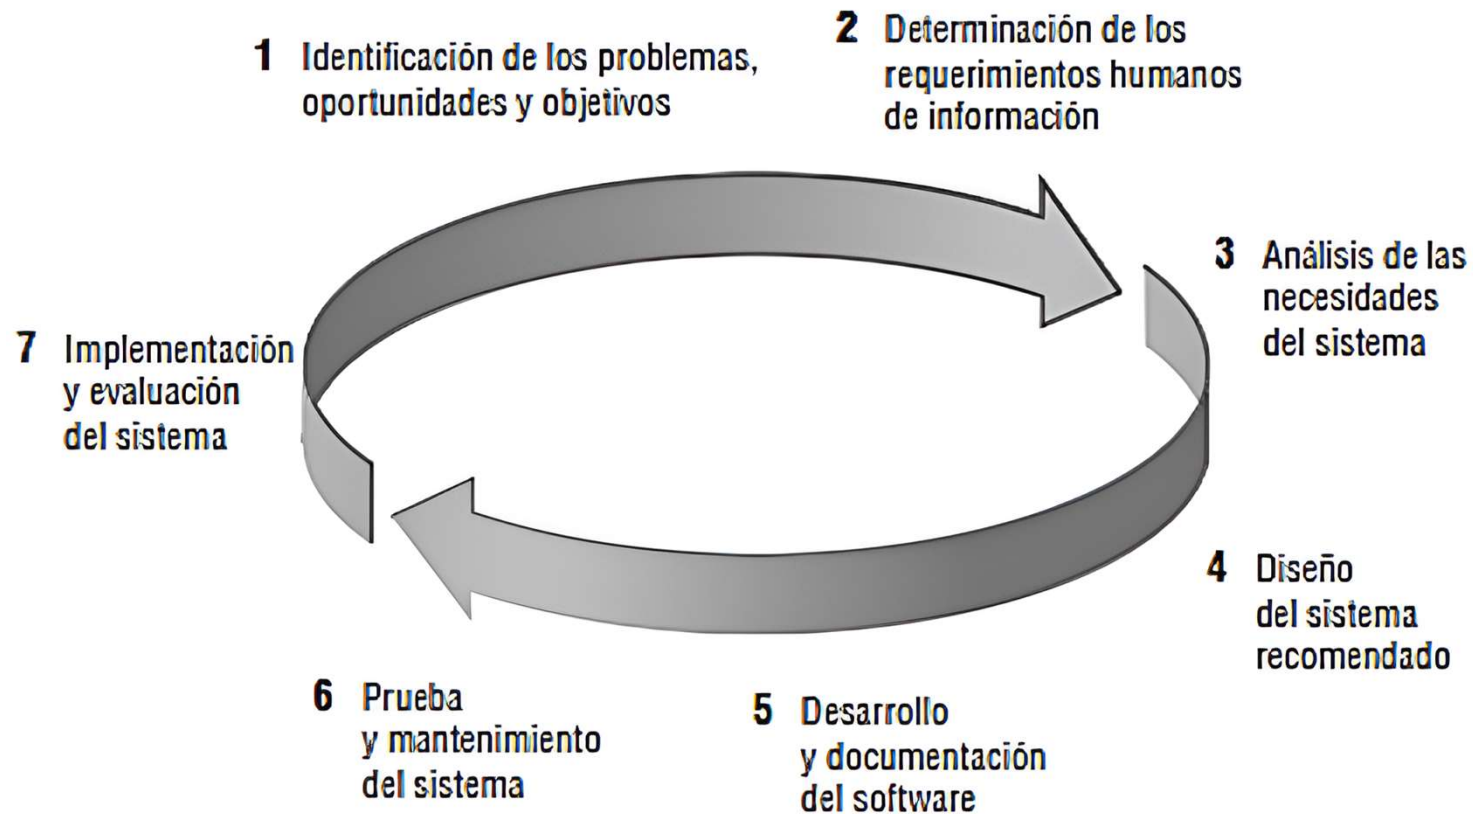 1 Identificación de los problemas,
oportunidades y objetivos
2 Determinación de los
requerimientos humanos
de información
3 Análisis de las
necesidades
del sistema
4 Diseño
del sistema
recomendado
5 Desarrollo
y documentación
del software
6 Prueba
y mantenimiento
del sistema
7 Implementación
y evaluación
del sistema